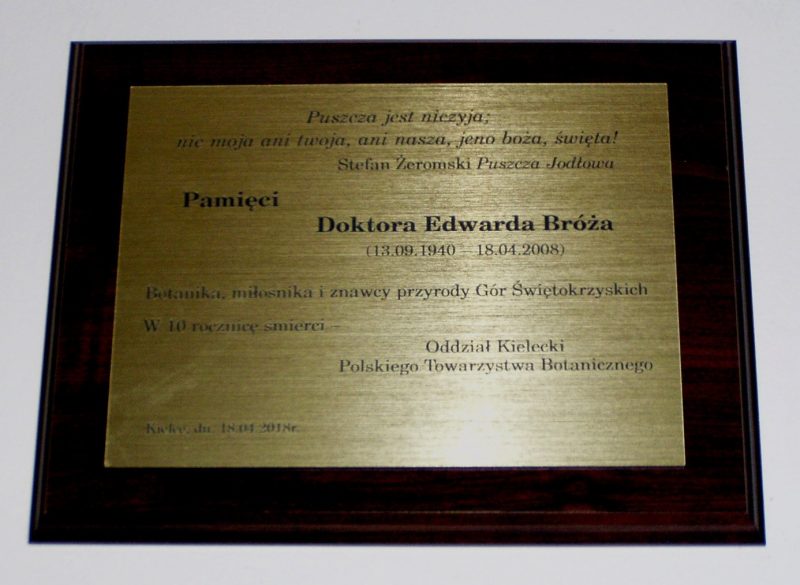 Puszcza jest niczyja;
nie moja ani twoja, ani nasza, jeno boża, święta!
Stefan Żeromski Puszcza Jodłowa
Pamięci
Doktora Edwarda Bróża
(13.09.1940 – 18.04.2008)
Botanika, miłośnika i znawcy przyrody Gór Świętokrzyskich
W 10 rocznicę śmierci –
Oddział Kielecki
Polskiego Towarzystwa Botanicznego
Kielce, dn. 18.04.2018r.